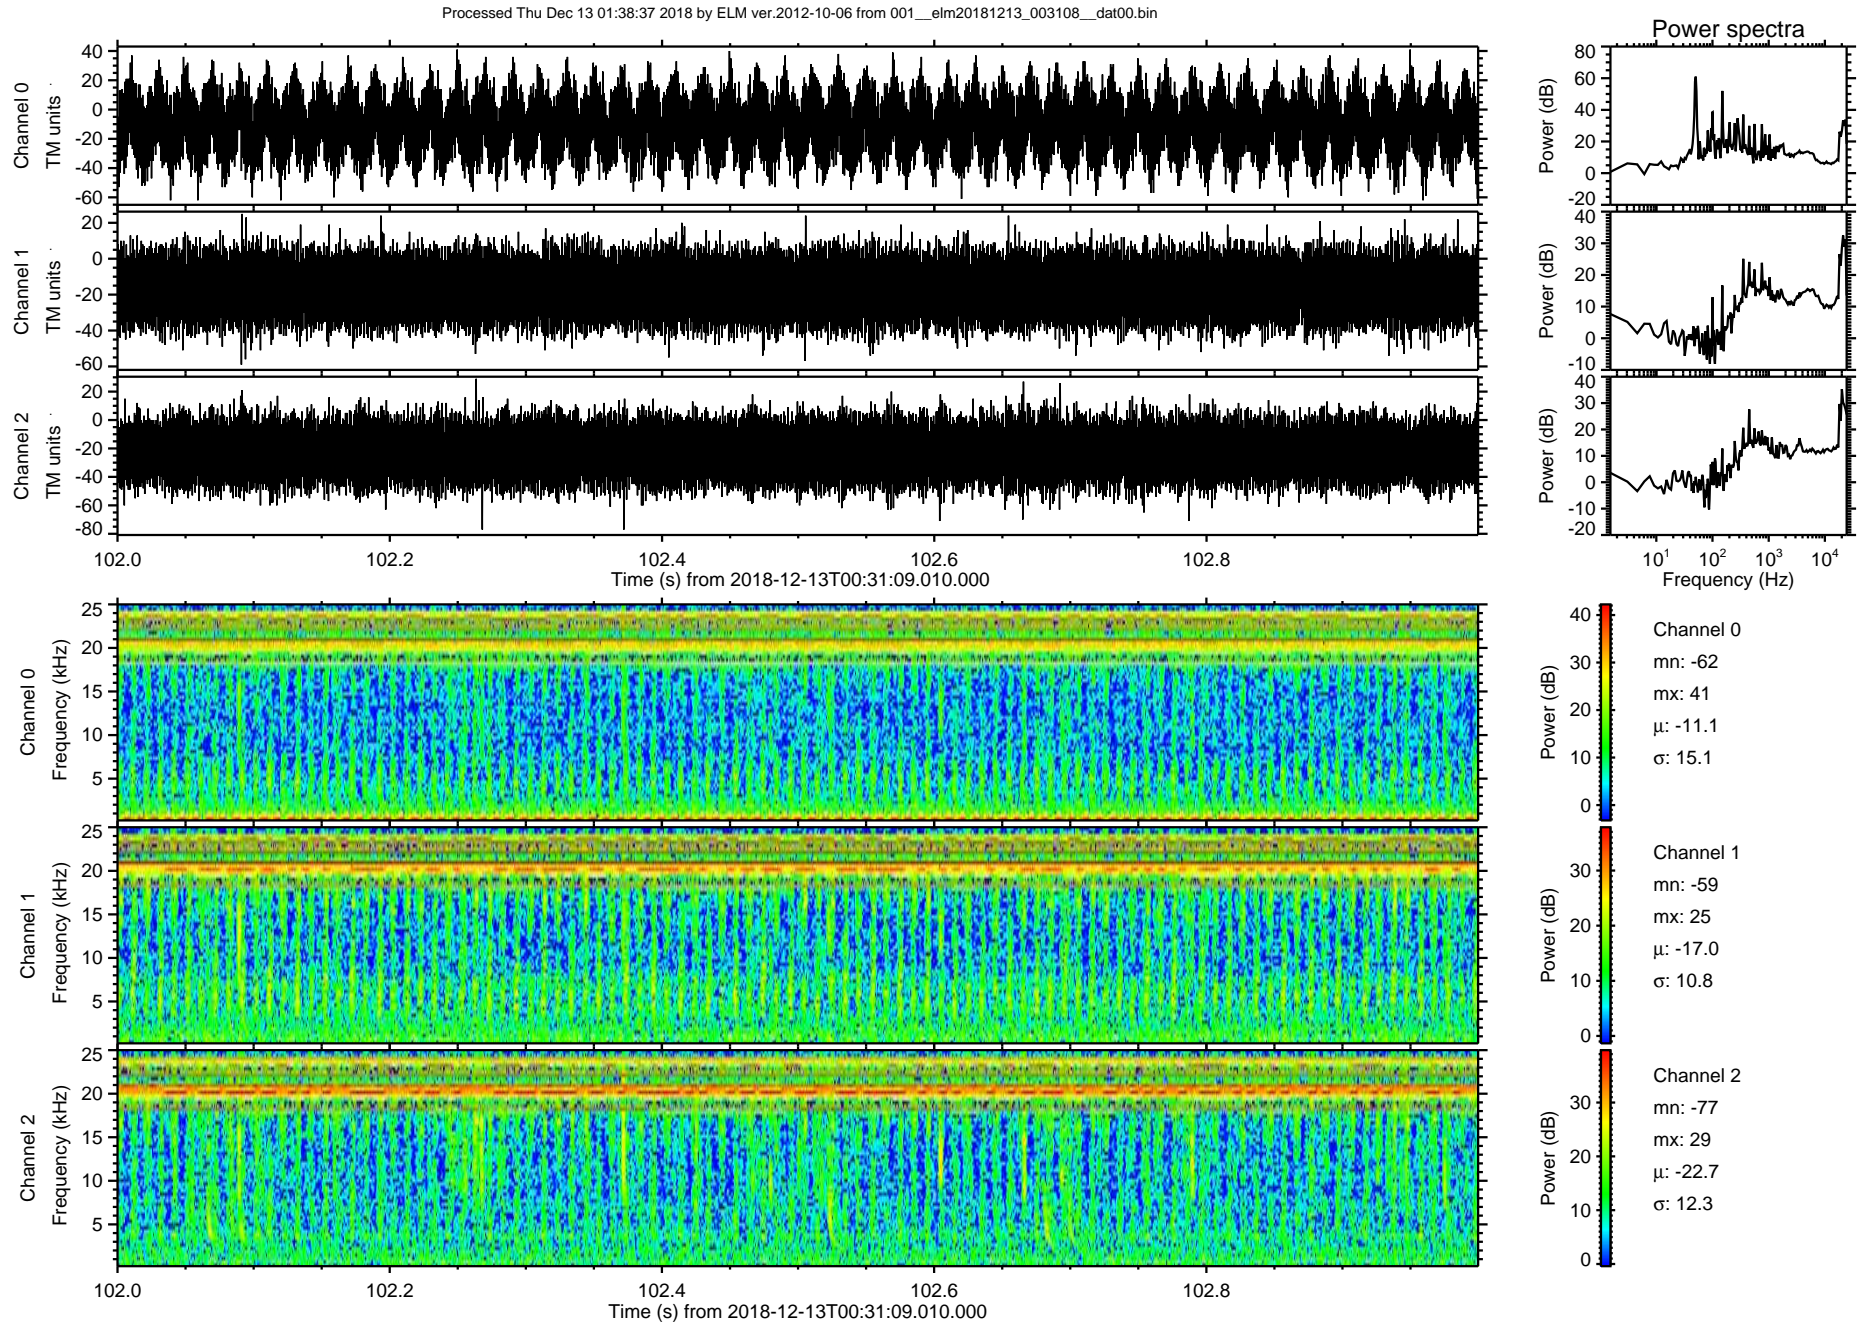 Processed Thu Dec 13 01:38:37 2018 by ELM ver.2012-10-06 from 001__elm20181213_003108__dat00.bin
Power spectra
Channel 0
TM units
40
20
0
-20
-40
-60
Power (dB)
80
60
40
20
0
-20
Channel 1
TM units
20
0
-20
-40
-60
Power (dB)
40
30
20
10
0
-10
Channel 2
TM units
20
0
-20
-40
-60
-80
Power (dB)
40
30
20
10
0
-10
-20
102.0 102.2 102.4 102.6 102.8
Time (s) from 2018-12-13T00:31:09.010.000
10¹ 10² 10³ 10⁴
Frequency (Hz)
Channel 0
Frequency (kHz)
25
20
15
10
5
Power (dB)
40
30
20
10
0
Channel 0
mn: -62
mx: 41
μ: -11.1
σ: 15.1
Channel 1
Frequency (kHz)
25
20
15
10
5
Power (dB)
30
20
10
0
Channel 1
mn: -59
mx: 25
μ: -17.0
σ: 10.8
Channel 2
Frequency (kHz)
25
20
15
10
5
Power (dB)
30
20
10
0
Channel 2
mn: -77
mx: 29
μ: -22.7
σ: 12.3
102.0 102.2 102.4 102.6 102.8
Time (s) from 2018-12-13T00:31:09.010.000